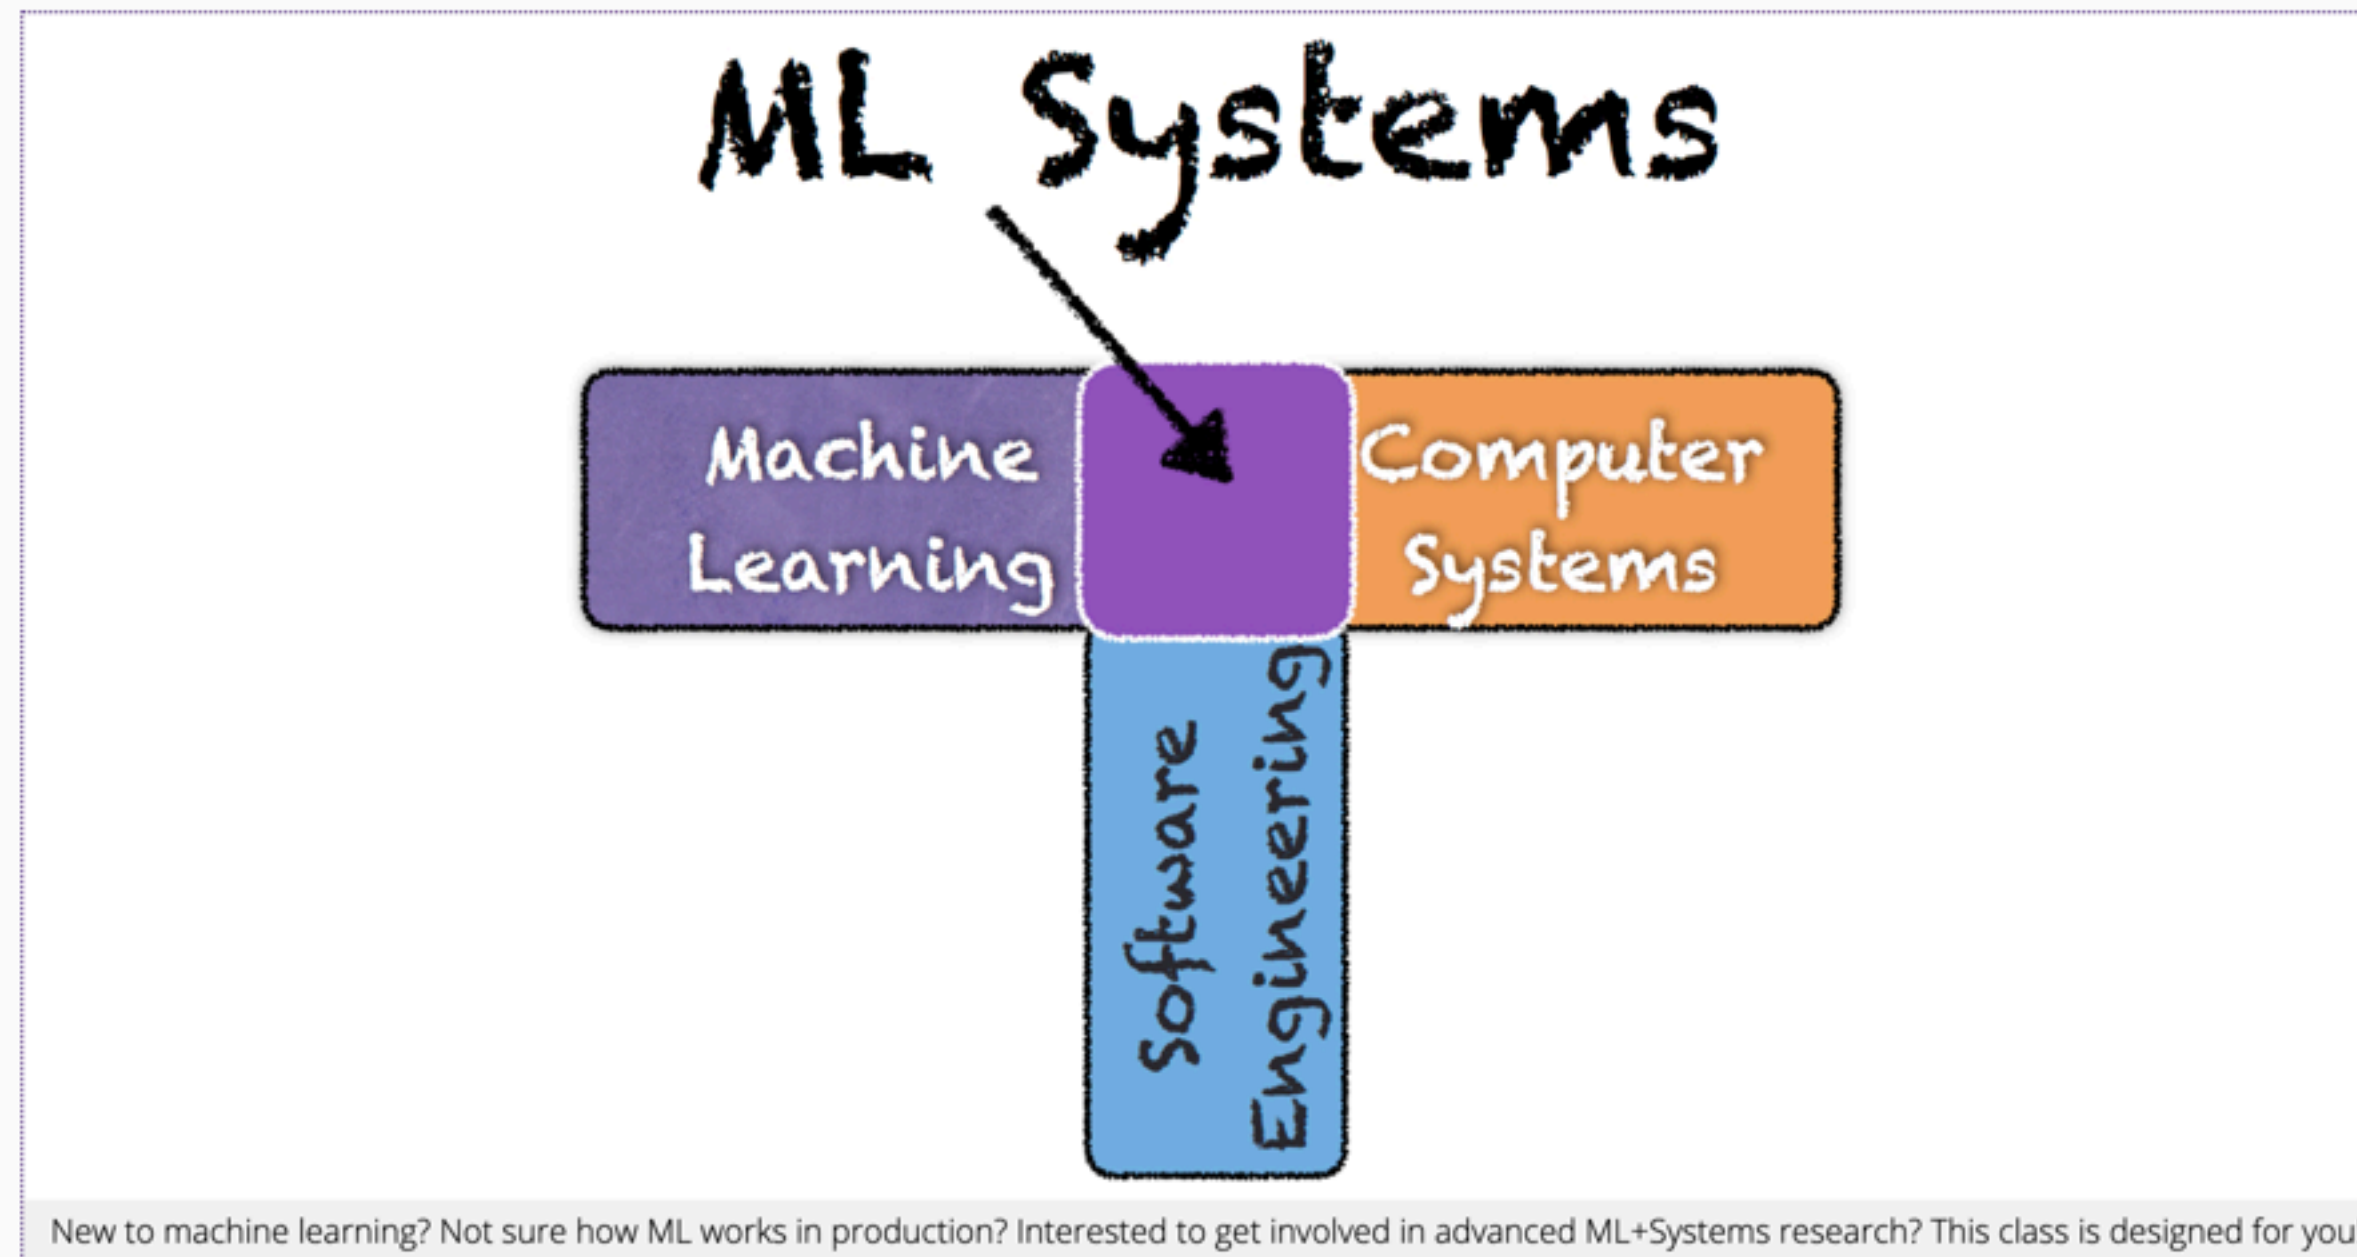 ML Systems
Machine
Learning
Computer
Systems
Software
Engineering
New to machine learning? Not sure how ML works in production? Interested to get involved in advanced ML+Systems research? This class is designed for you